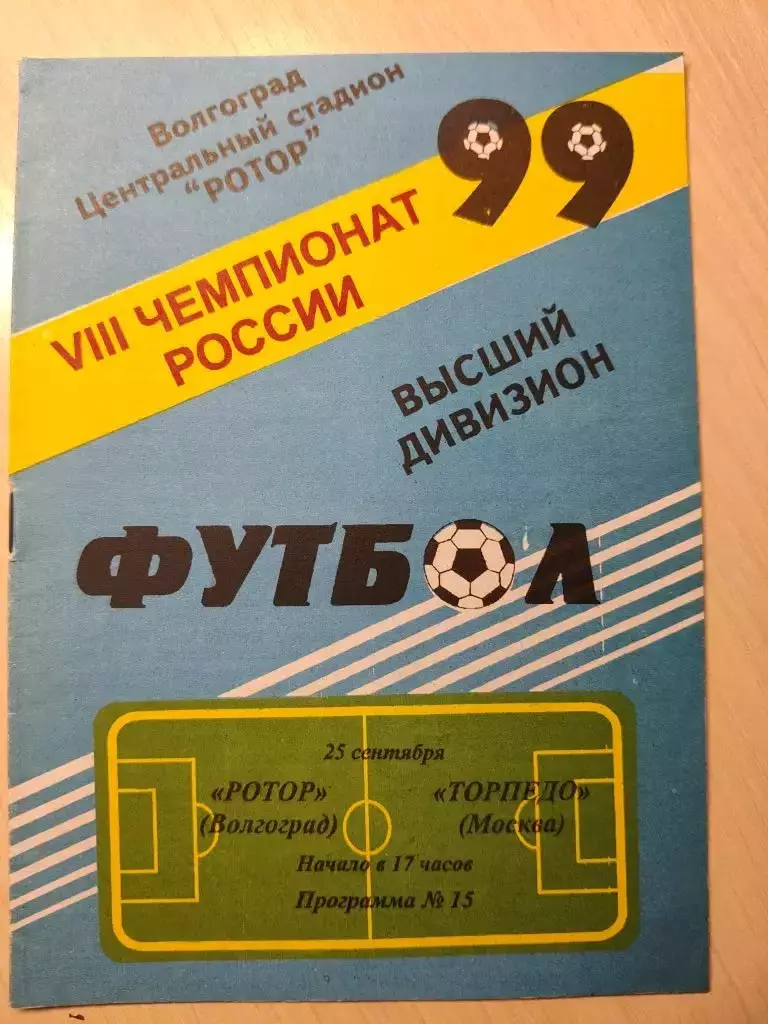 Волгоград
Центральный стадион
"РОТОР"
99
VIII ЧЕМПИОНАТ
РОССИИ
ВЫСШИЙ
ДИВИЗИОН
ФУТБОЛ
25 сентября
«РОТОР» «ТОРПЕДО»
(Волгоград) (Москва)
Начало в 17 часов
Программа № 15